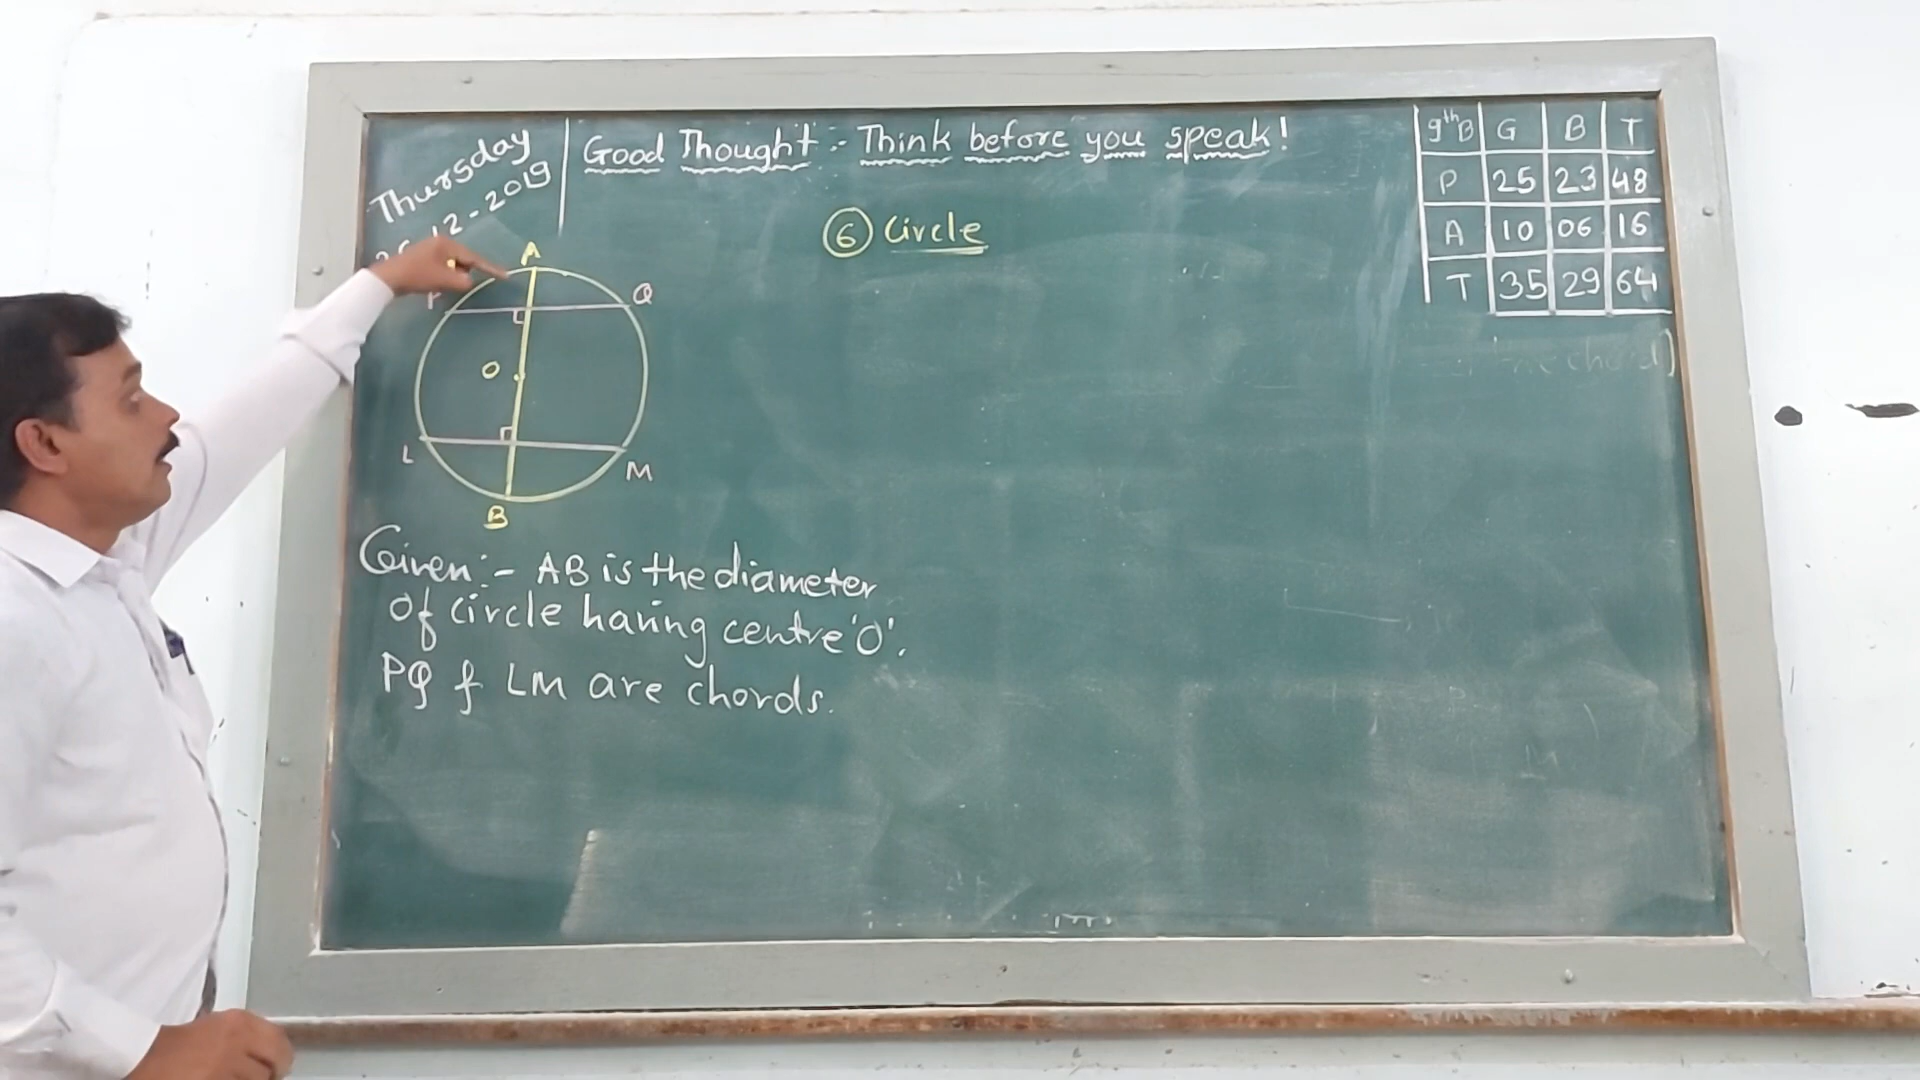 Thursday
12-2019
Good Thought :- Think before you speak!
9th B G B T
P 25 23 48
A 10 06 16
T 35 29 64
6 Circle
A
Q
O
L
M
B
Given :- AB is the diameter
of circle having centre 'O'.
PQ & LM are chords.
chord]